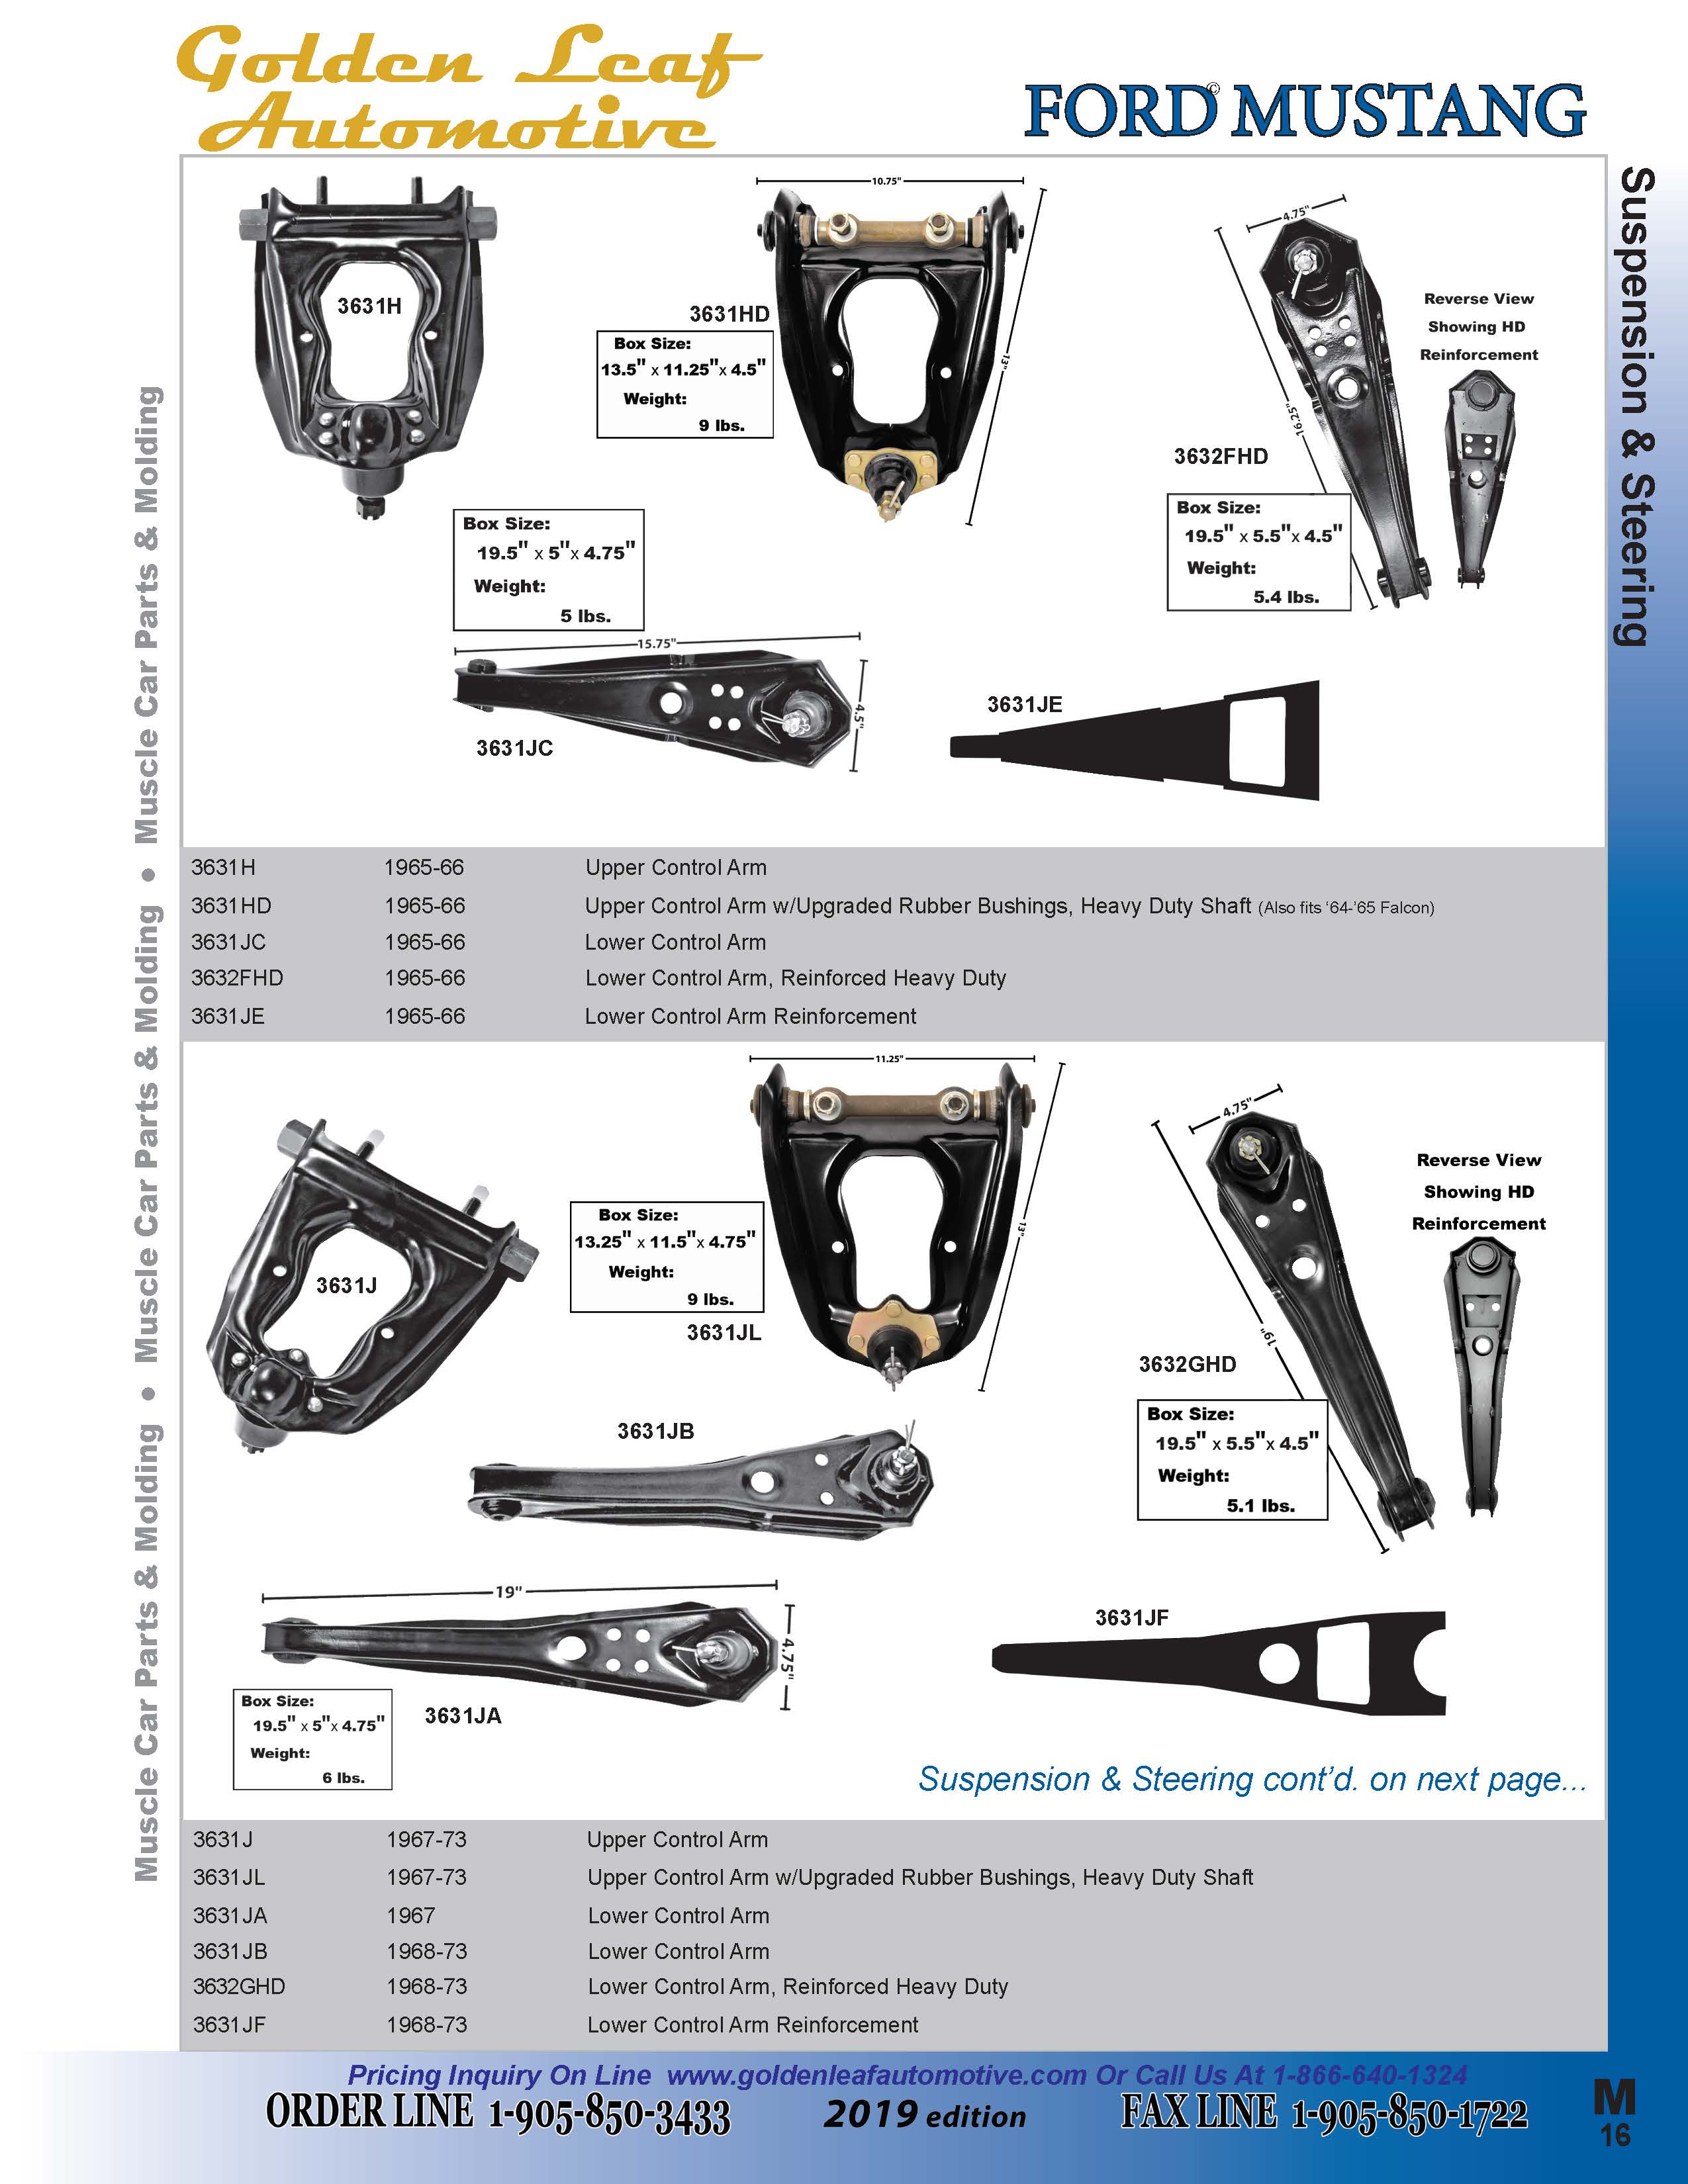 Golden Leaf
Automotive
FORD© MUSTANG
Suspension & Steering
Muscle Car Parts & Molding • Muscle Car Parts & Molding • Muscle Car Parts & Molding
3631H
10.75"
13"
3631HD
Box Size:
13.5" x 11.25" x 4.5"
Weight:
9 lbs.
4.75"
16.25"
Reverse View
Showing HD
Reinforcement
3632FHD
Box Size:
19.5" x 5.5" x 4.5"
Weight:
5.4 lbs.
Box Size:
19.5" x 5" x 4.75"
Weight:
5 lbs.
15.75"
4.5"
3631JC
3631JE
3631H 1965-66 Upper Control Arm
3631HD 1965-66 Upper Control Arm w/Upgraded Rubber Bushings, Heavy Duty Shaft (Also fits ‘64-’65 Falcon)
3631JC 1965-66 Lower Control Arm
3632FHD 1965-66 Lower Control Arm, Reinforced Heavy Duty
3631JE 1965-66 Lower Control Arm Reinforcement
3631J
11.25"
13"
Box Size:
13.25" x 11.5" x 4.75"
Weight:
9 lbs.
3631JL
4.75"
19"
Reverse View
Showing HD
Reinforcement
3632GHD
Box Size:
19.5" x 5.5" x 4.5"
Weight:
5.1 lbs.
3631JB
19"
4.75"
3631JA
Box Size:
19.5" x 5" x 4.75"
Weight:
6 lbs.
3631JF
Suspension & Steering cont’d. on next page...
3631J 1967-73 Upper Control Arm
3631JL 1967-73 Upper Control Arm w/Upgraded Rubber Bushings, Heavy Duty Shaft
3631JA 1967 Lower Control Arm
3631JB 1968-73 Lower Control Arm
3632GHD 1968-73 Lower Control Arm, Reinforced Heavy Duty
3631JF 1968-73 Lower Control Arm Reinforcement
Pricing Inquiry On Line www.goldenleafautomotive.com Or Call Us At 1-866-640-1324
ORDER LINE 1-905-850-3433 2019 edition FAX LINE 1-905-850-1722
M
16